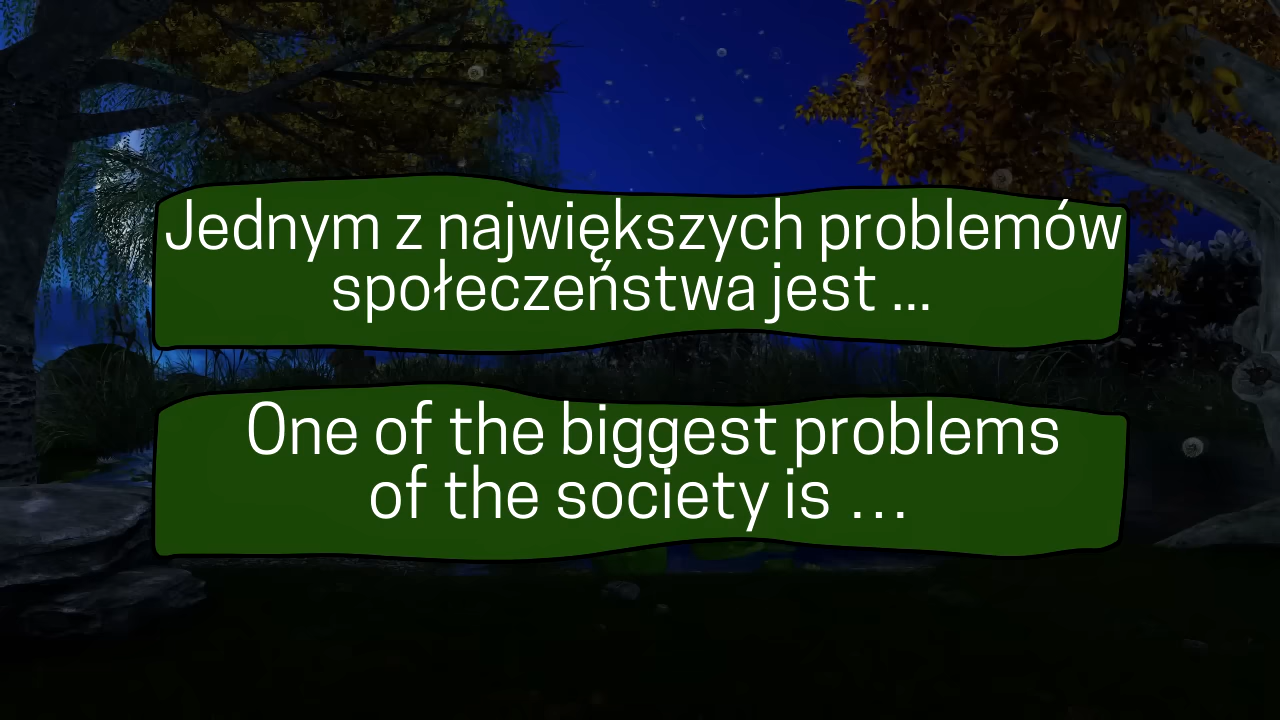 Jednym z największych problemów
społeczeństwa jest ...
One of the biggest problems
of the society is …